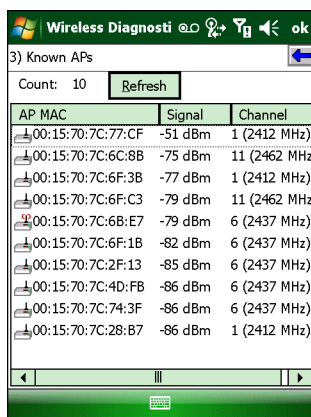 Wireless Diagnosti ok
3) Known APs
Count: 10 Refresh
AP MAC Signal Channel
00:15:70:7C:77:CF -51 dBm 1 (2412 MHz)
00:15:70:7C:6C:8B -75 dBm 11 (2462 MHz
00:15:70:7C:6F:3B -77 dBm 1 (2412 MHz)
00:15:70:7C:6F:C3 -79 dBm 11 (2462 MHz
00:15:70:7C:6B:E7 -79 dBm 6 (2437 MHz)
00:15:70:7C:6F:1B -82 dBm 6 (2437 MHz)
00:15:70:7C:2F:13 -85 dBm 6 (2437 MHz)
00:15:70:7C:4D:FB -86 dBm 6 (2437 MHz)
00:15:70:7C:74:3F -86 dBm 6 (2437 MHz)
00:15:70:7C:28:B7 -86 dBm 1 (2412 MHz)